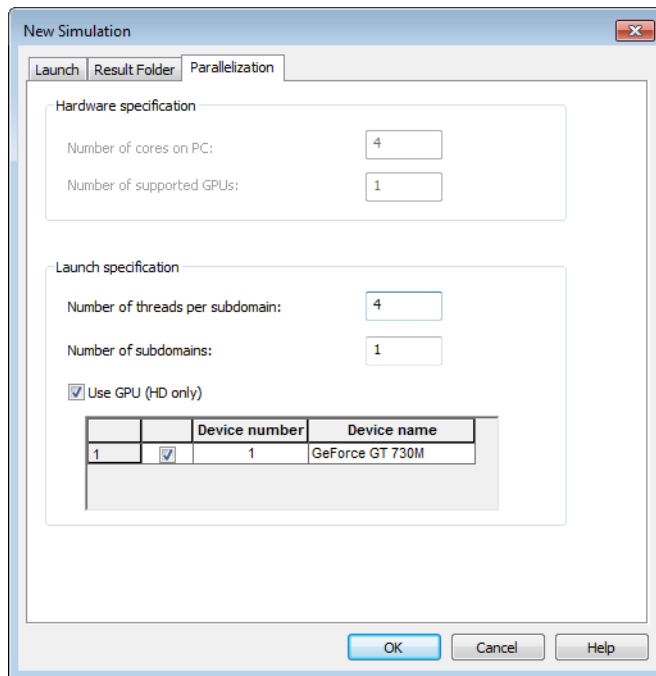 New Simulation
Launch Result Folder Parallelization
Hardware specification
Number of cores on PC: 4
Number of supported GPUs: 1
Launch specification
Number of threads per subdomain: 4
Number of subdomains: 1
Use GPU (HD only)
Device number Device name
1 1 GeForce GT 730M
OK Cancel Help